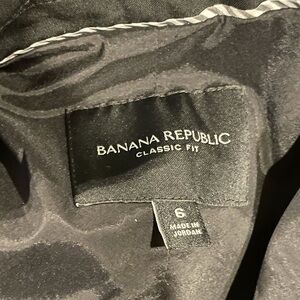 BANANA REPUBLIC
CLASSIC FIT
6
MADE IN
JORDAN